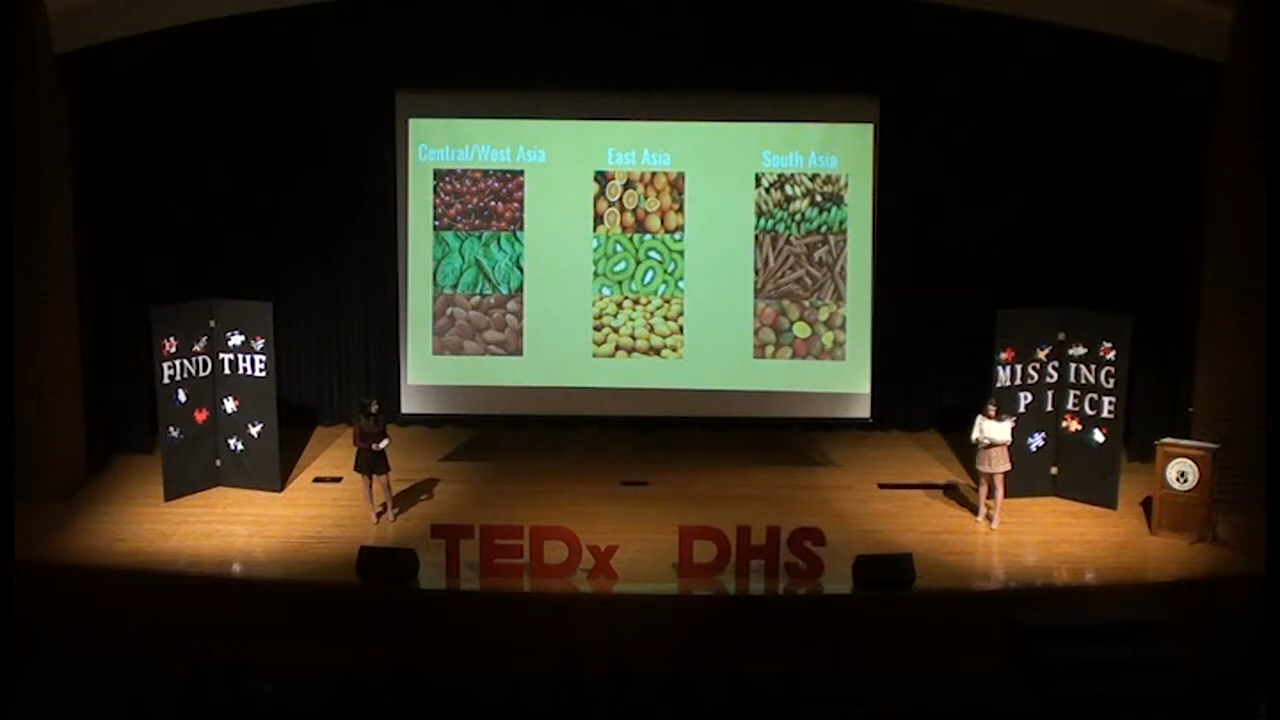 Central/West Asia
East Asia
South Asia
FIND THE
MISSING
PIECE
TEDx DHS